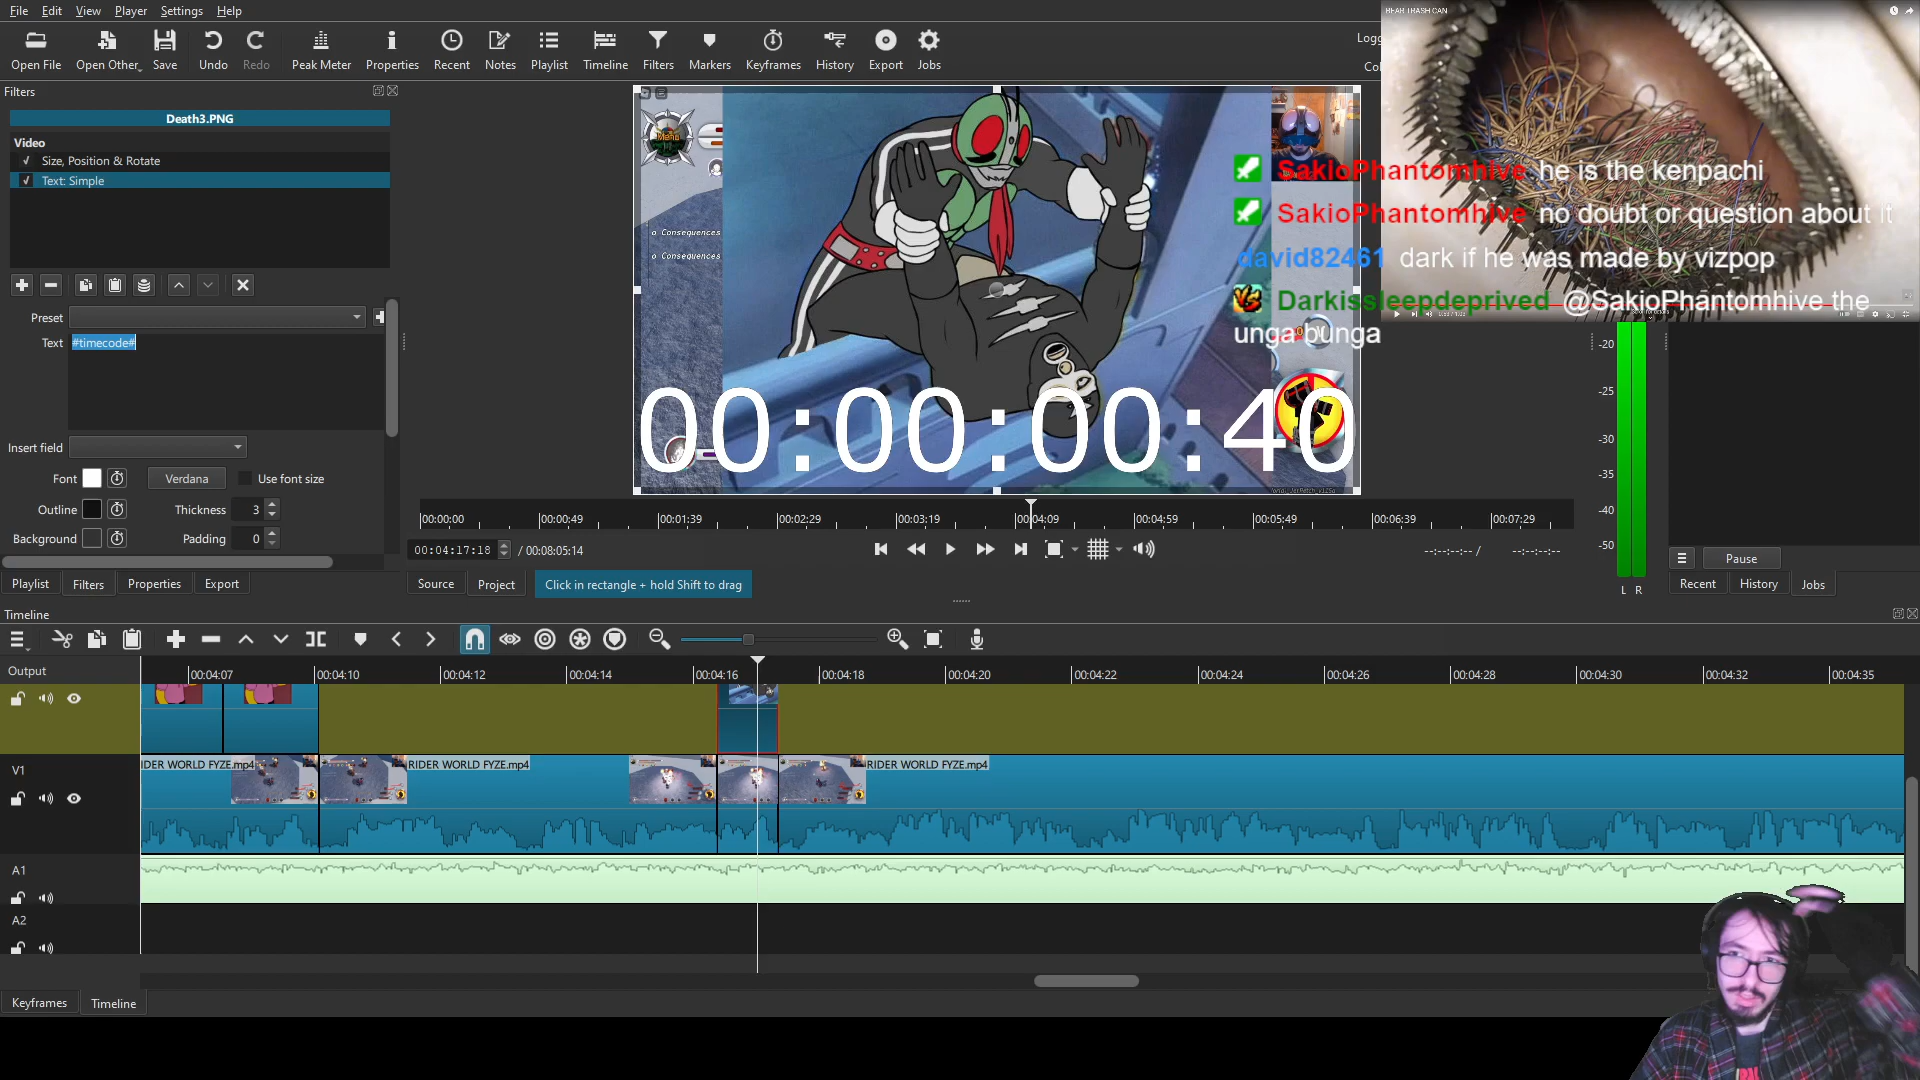 File Edit View Player Settings Help
Open File Open Other Save Undo Redo Peak Meter Properties Recent Notes Playlist Timeline Filters Markers Keyframes History Export Jobs
Logg
Col
BEAR TRASH CAN
Filters
Death3.PNG
Video
Size, Position & Rotate
Text: Simple
Preset
Text #timecode#
Insert field
Font Verdana Use font size
Outline Thickness 3
Background Padding 0
Playlist Filters Properties Export
Menu
o Consequences
o Consequences
00:00:00:40
SakioPhantomhive he is the kenpachi
SakioPhantomhive no doubt or question about it
david82461 dark if he was made by vizpop
Darkissleepdeprived @SakioPhantomhive the
unga bunga
00:00:00 00:00:49 00:01:39 00:02:29 00:03:19 00:04:09 00:04:59 00:05:49 00:06:39 00:07:29
00:04:17:18 / 00:08:05:14 --:--:--:-- / --:--:--:--
Source Project Click in rectangle + hold Shift to drag
-20
-25
-30
-35
-40
-45
-50
L R
Pause
Recent History Jobs
Timeline
Output
00:04:07 00:04:10 00:04:12 00:04:14 00:04:16 00:04:18 00:04:20 00:04:22 00:04:24 00:04:26 00:04:28 00:04:30 00:04:32 00:04:35
V1
RIDER WORLD FYZE.mp4 RIDER WORLD FYZE.mp4 RIDER WORLD FYZE.mp4
A1
A2
Keyframes Timeline